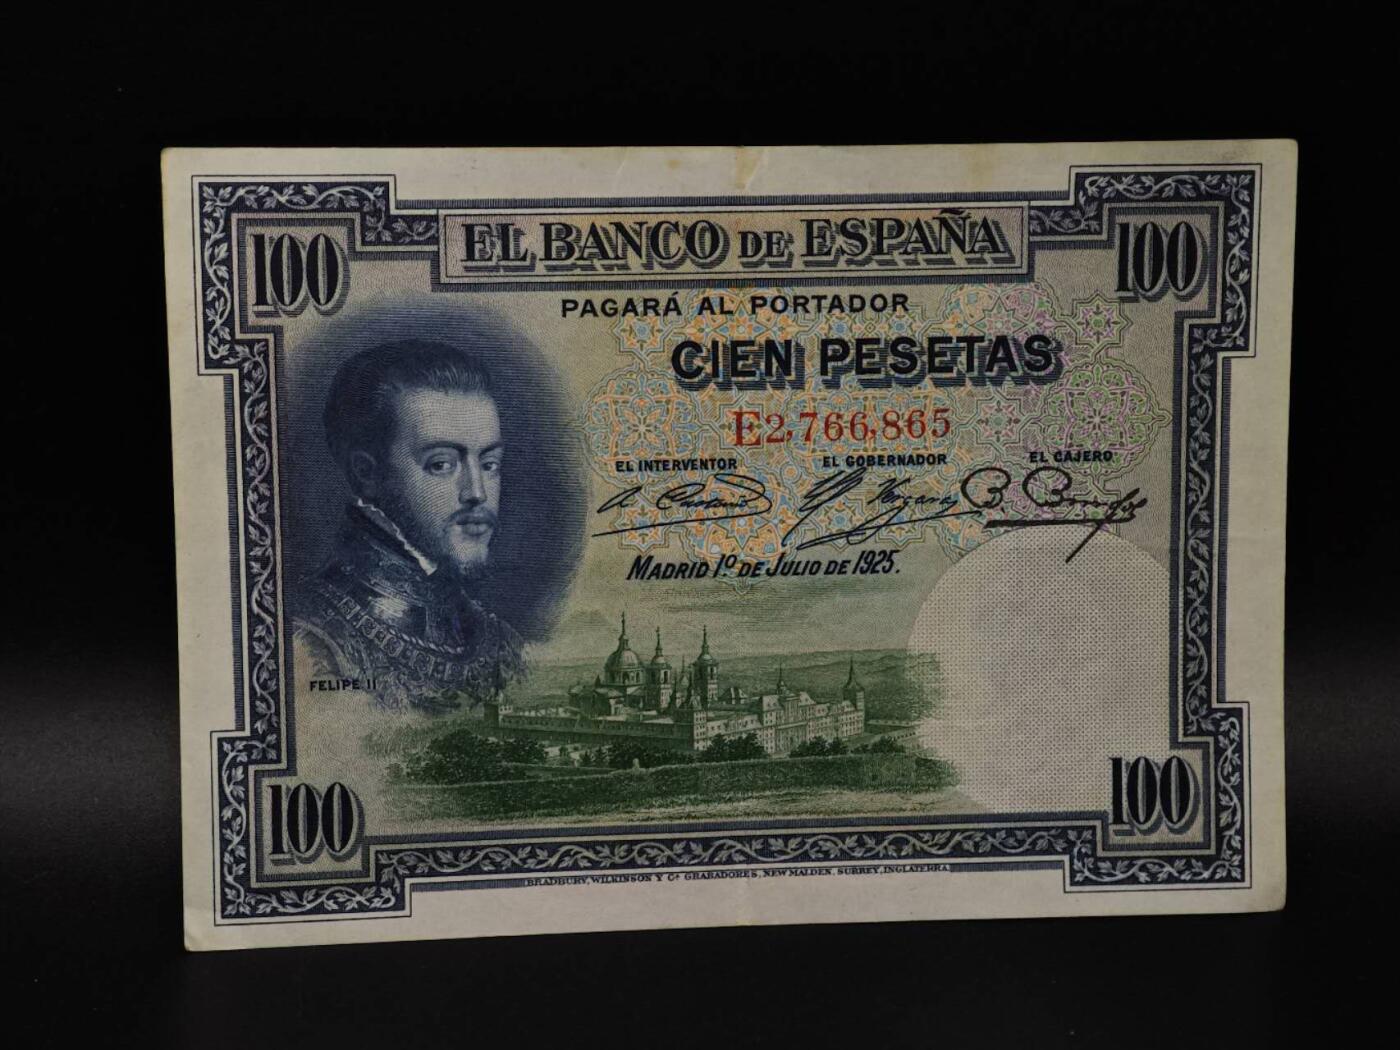 100
EL BANCO DE ESPAÑA
100
PAGARÁ AL PORTADOR
CIEN PESETAS
E2,766,865
EL INTERVENTOR
EL GOBERNADOR
EL CAJERO
MADRID 1º DE JULIO DE 1925.
FELIPE II
100
100
BRADBURY, WILKINSON Y Cª GRABADORES, NEW MALDEN, SURREY, INGLATERRA